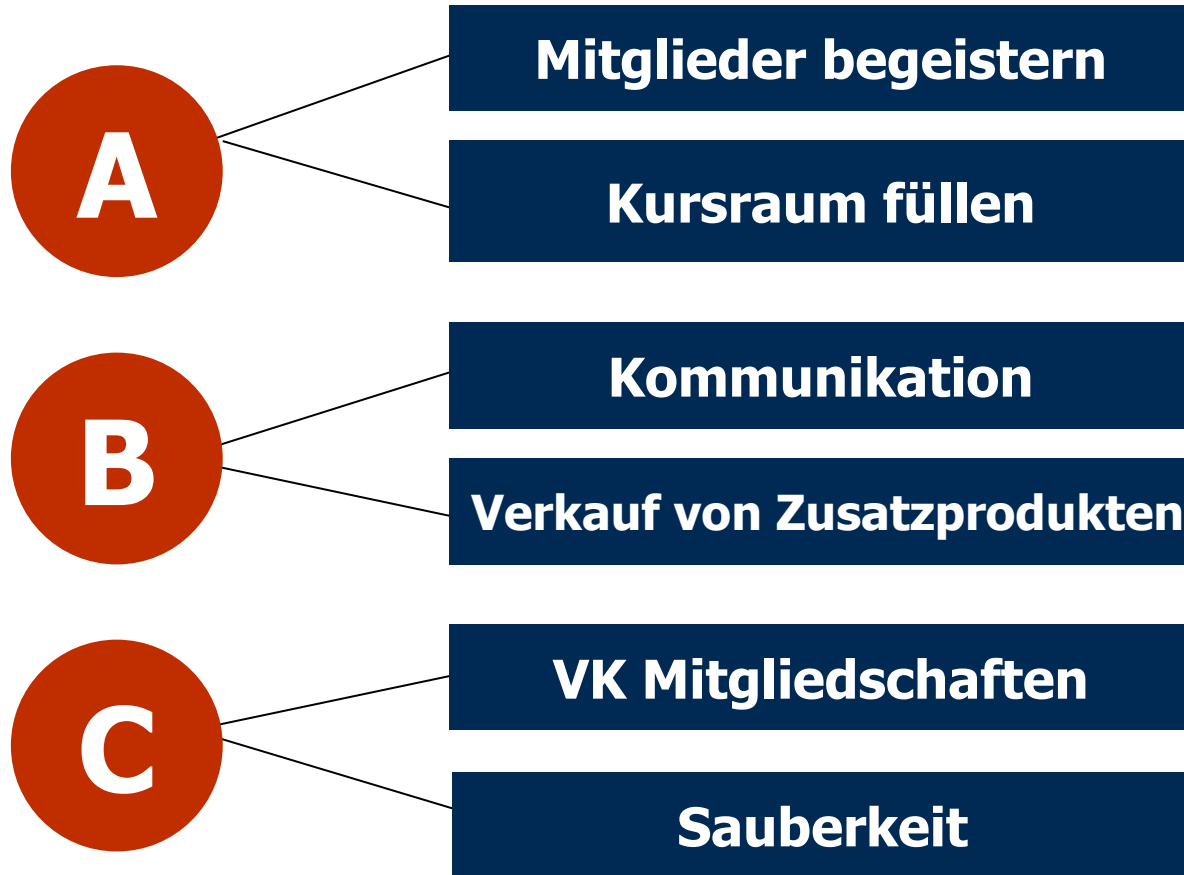 A
Mitglieder begeistern
Kursraum füllen
B
Kommunikation
Verkauf von Zusatzprodukten
C
VK Mitgliedschaften
Sauberkeit